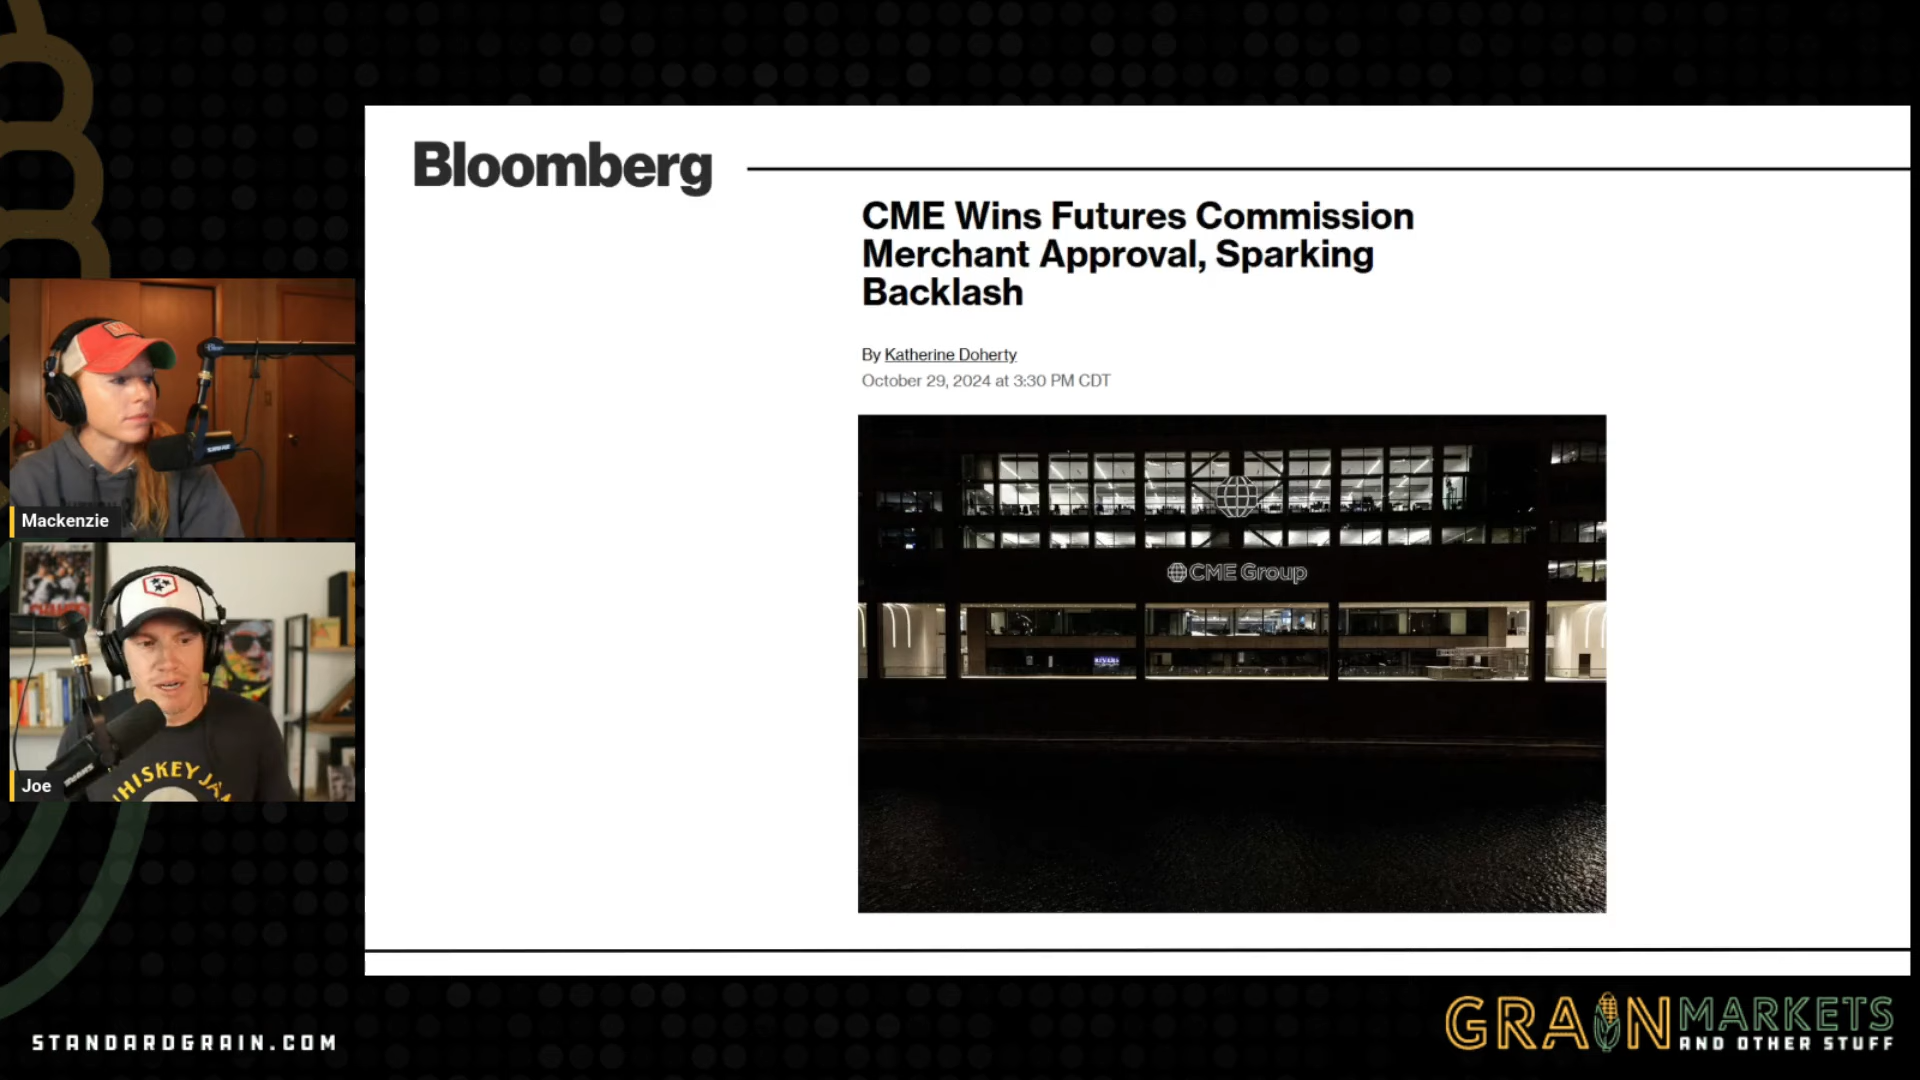 Bloomberg
CME Wins Futures Commission
Merchant Approval, Sparking
Backlash
By Katherine Doherty
October 29, 2024 at 3:30 PM CDT
CME Group
Mackenzie
Joe
STANDARDGRAIN.COM
GRAIN MARKETS
AND OTHER STUFF